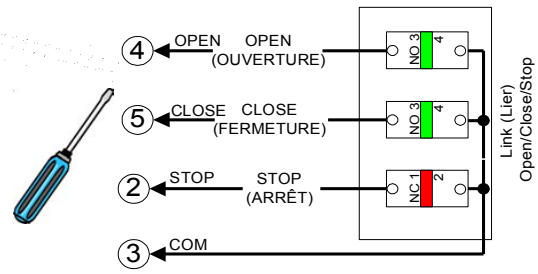 4 OPEN OPEN NO 3 4
(OUVERTURE)
5 CLOSE CLOSE NO 3 4
(FERMETURE)
2 STOP STOP NC 1 2
(ARRÊT)
3 COM
Link (Lier)
Open/Close/Stop